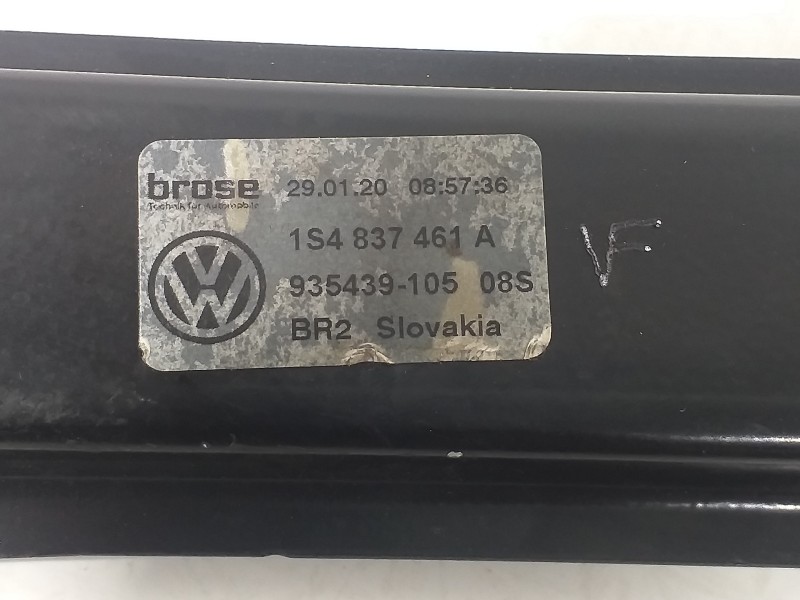 brose 29.01.20 08:57:36
Technik für Automobile
1S4 837 461 A
935439-105 08S
BR2 Slovakia
VF